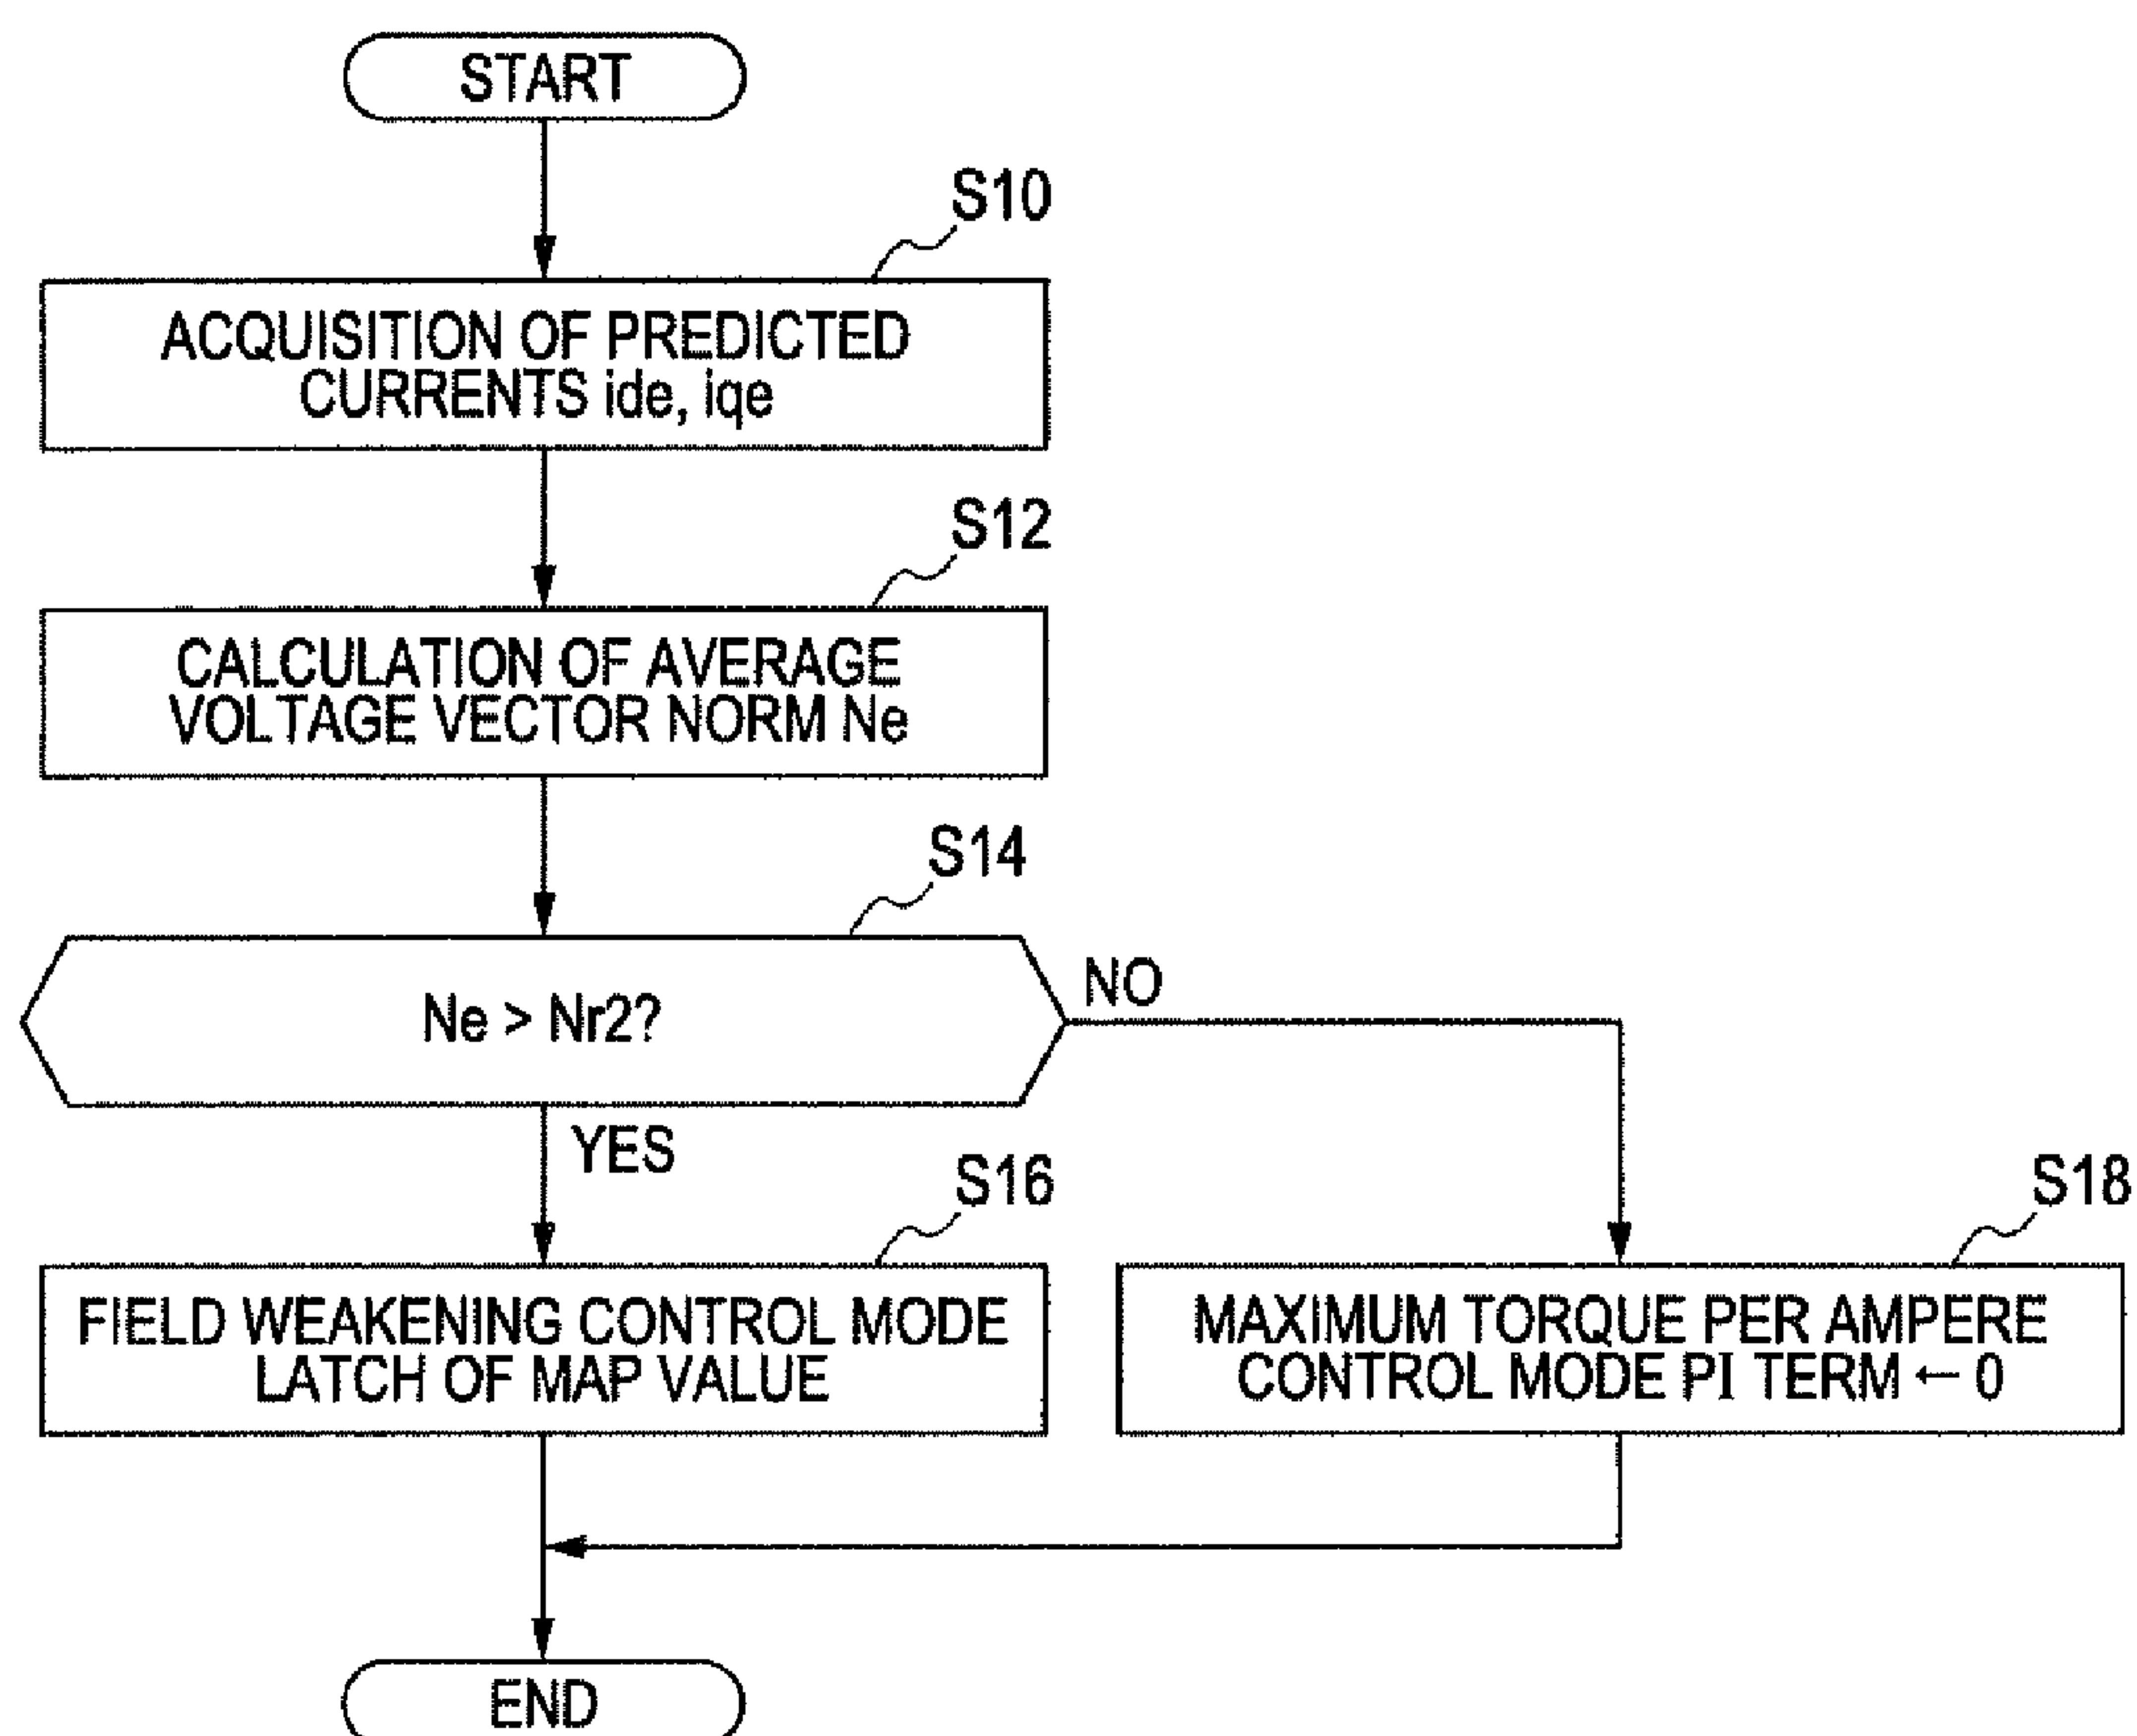 START
S10
ACQUISITION OF PREDICTED
CURRENTS ide, iqe
S12
CALCULATION OF AVERAGE
VOLTAGE VECTOR NORM Ne
S14
Ne > Nr2?
NO
YES
S16
FIELD WEAKENING CONTROL MODE
LATCH OF MAP VALUE
S18
MAXIMUM TORQUE PER AMPERE
CONTROL MODE PI TERM ← 0
END